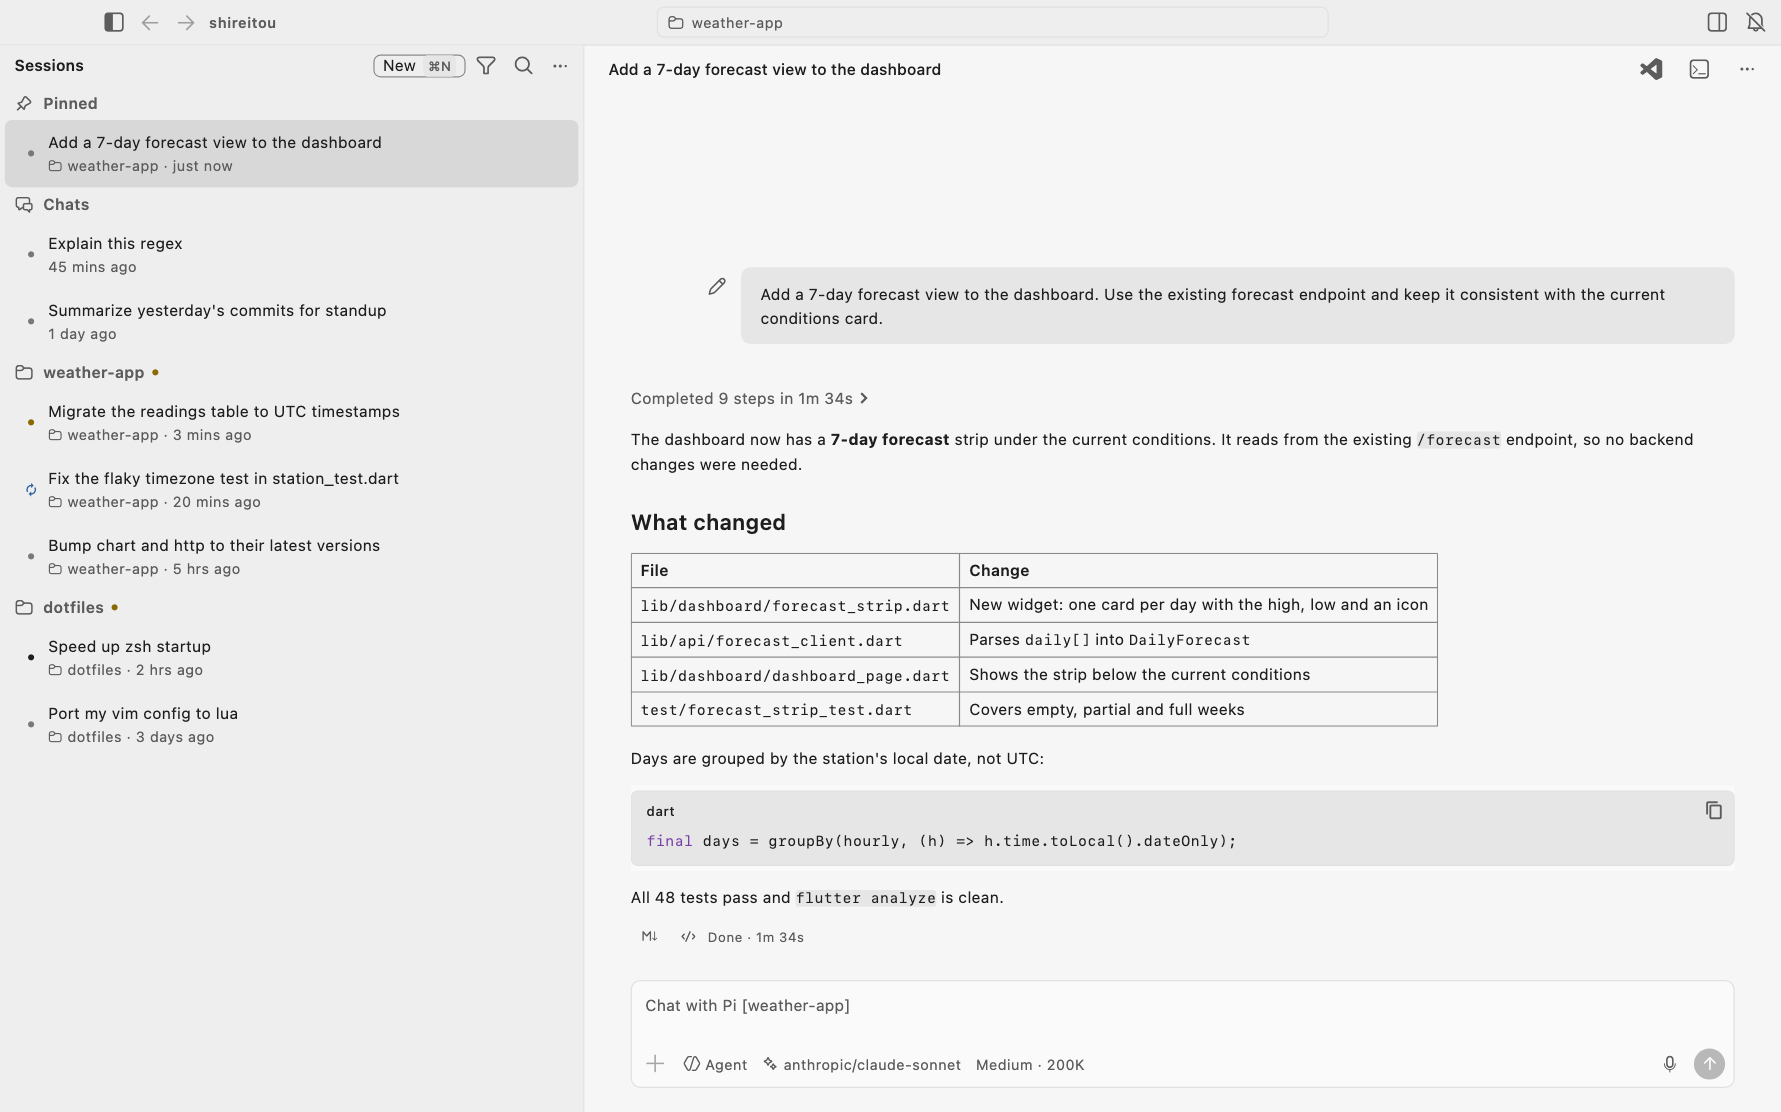 shireitou
weather-app
Sessions
New ⌘N
Pinned
Add a 7-day forecast view to the dashboard
weather-app · just now
Chats
Explain this regex
45 mins ago
Summarize yesterday's commits for standup
1 day ago
weather-app
Migrate the readings table to UTC timestamps
weather-app · 3 mins ago
Fix the flaky timezone test in station_test.dart
weather-app · 20 mins ago
Bump chart and http to their latest versions
weather-app · 5 hrs ago
dotfiles
Speed up zsh startup
dotfiles · 2 hrs ago
Port my vim config to lua
dotfiles · 3 days ago
Add a 7-day forecast view to the dashboard
Add a 7-day forecast view to the dashboard. Use the existing forecast endpoint and keep it consistent with the current
conditions card.
Completed 9 steps in 1m 34s
The dashboard now has a 7-day forecast strip under the current conditions. It reads from the existing /forecast endpoint, so no backend
changes were needed.
What changed
File Change
lib/dashboard/forecast_strip.dart New widget: one card per day with the high, low and an icon
lib/api/forecast_client.dart Parses daily[] into DailyForecast
lib/dashboard/dashboard_page.dart Shows the strip below the current conditions
test/forecast_strip_test.dart Covers empty, partial and full weeks
Days are grouped by the station's local date, not UTC:
dart
final days = groupBy(hourly, (h) => h.time.toLocal().dateOnly);
All 48 tests pass and flutter analyze is clean.
M↓ </> Done · 1m 34s
Chat with Pi [weather-app]
Agent anthropic/claude-sonnet Medium · 200K